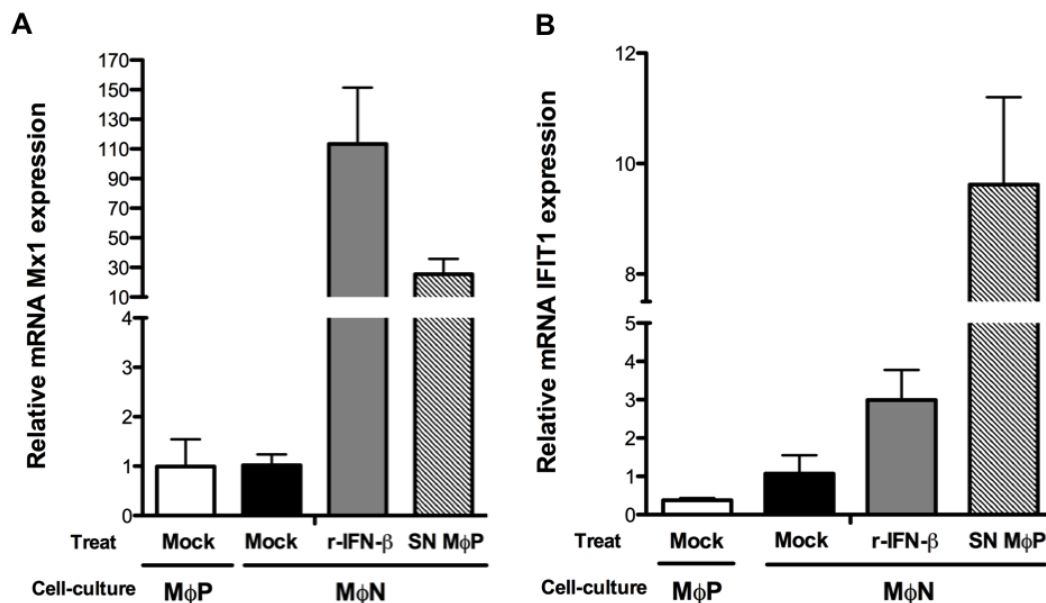 A
Relative mRNA Mx1 expression
170
150
130
110
90
70
50
30
10
4
3
2
1
0
Treat Mock Mock r-IFN-β SN MϕP
Cell-culture MϕP MϕN
B
Relative mRNA IFIT1 expression
12
10
8
5
4
3
2
1
0
Treat Mock Mock r-IFN-β SN MϕP
Cell-culture MϕP MϕN